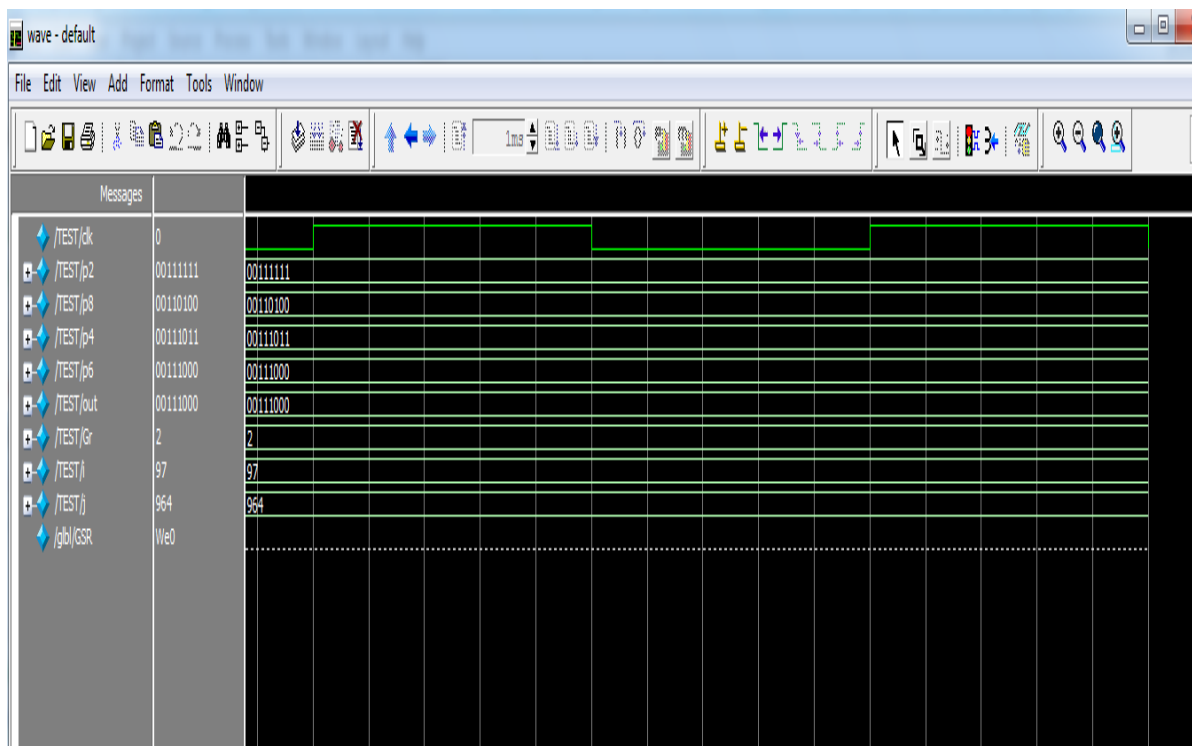 wave - default
File Edit View Add Format Tools Window
1ms
Messages
/TEST/clk 0
/TEST/p2 00111111 00111111
/TEST/p8 00110100 00110100
/TEST/p4 00111011 00111011
/TEST/p6 00111000 00111000
/TEST/out 00111000 00111000
/TEST/Gr 2 2
/TEST/i 97 97
/TEST/j 964 964
/glbl/GSR We0